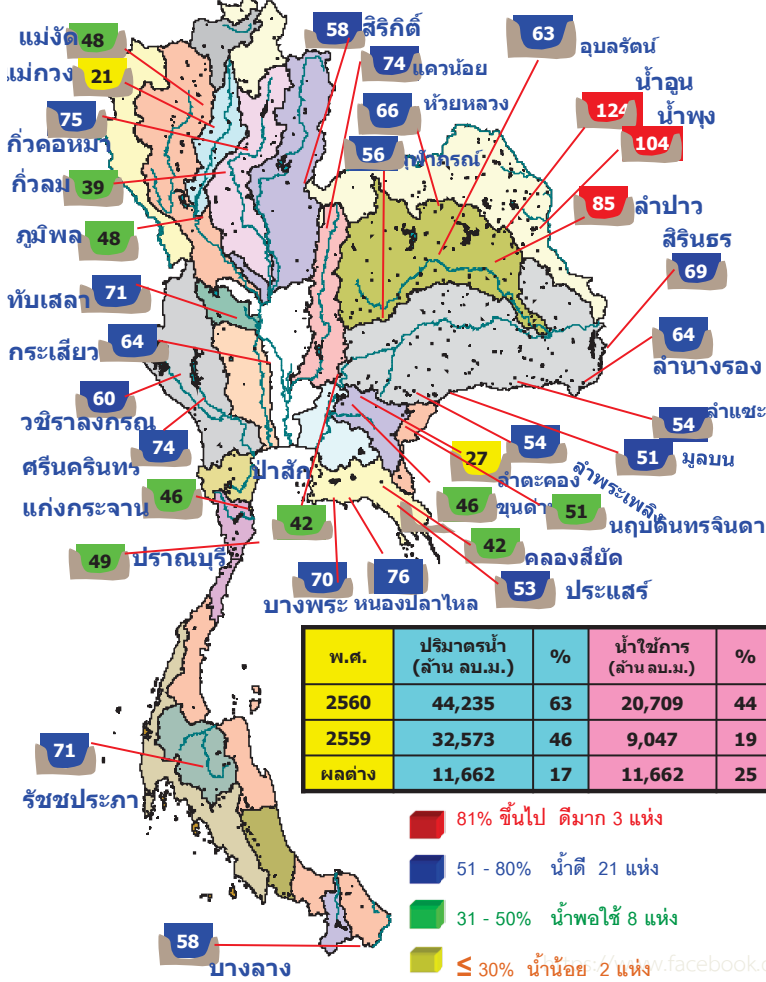 58 สิริกิติ์
63 อุบลรัตน์
แม่งัด 48
74 แควน้อย
แม่กวง 21
66 ห้วยหลวง
124 น้ำอูน
น้ำพุง
104
75
กิ่วคอหมา
56
กิ่วลม 39
85 ลำปาว
ภูมิพล 48
สิรินธร
69
ทับเสลา 71
กระเสียว 64
64
ลำนางรอง
60
วชิราลงกรณ
54 ลำแซะ
74
ศรีนครินทร
54
51 มูลบน
ป่าสัก
27
ลำตะคอง
ลำพระเพลิง
46
แก่งกระจาน
46 ขุนด่าน
51
นฤบดินทรจินดา
42
49 ปราณบุรี
42
คลองสียัด
70
บางพระ
76
หนองปลาไหล
53 ประแสร์
พ.ศ. ปริมาตรน้ำ (ล้าน ลบ.ม.) % น้ำใช้การ (ล้าน ลบ.ม.) %
2560 44,235 63 20,709 44
2559 32,573 46 9,047 19
ผลต่าง 11,662 17 11,662 25
71
รัชชประภา
81% ขึ้นไป ดีมาก 3 แห่ง
51 - 80% น้ำดี 21 แห่ง
31 - 50% น้ำพอใช้ 8 แห่ง
≤ 30% น้ำน้อย 2 แห่ง
58
บางลาง